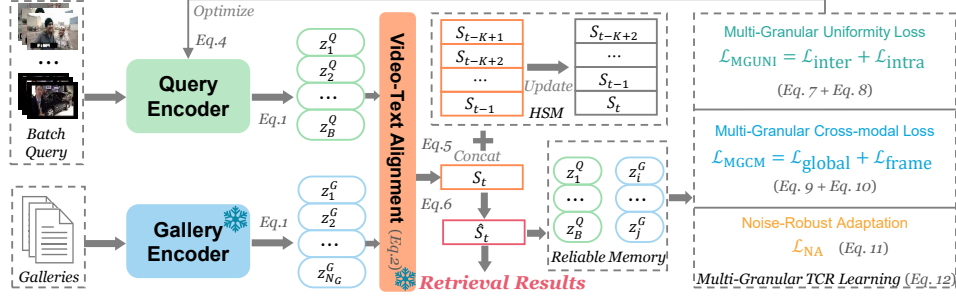 Optimize
Eq.4
Query
Encoder
Eq.1
z_1^Q
z_2^Q
...
z_B^Q
Batch
Query
Galleries
Gallery
Encoder
Eq.1
z_1^G
z_2^G
...
z_{N_G}^G
Video-Text Alignment
(Eq.2)
S_{t-K+1}
S_{t-K+2}
...
S_{t-1}
Update
S_{t-K+2}
...
S_{t-1}
S_t
HSM
Eq.5
Concat
S_t
Eq.6
Ŝ_t
Retrieval Results
z_1^Q
...
z_B^Q
z_i^G
...
z_j^G
Reliable Memory
Multi-Granular Uniformity Loss
ℒ_MGUNI = ℒ_inter + ℒ_intra
(Eq. 7 + Eq. 8)
Multi-Granular Cross-modal Loss
ℒ_MGCM = ℒ_global + ℒ_frame
(Eq. 9 + Eq. 10)
Noise-Robust Adaptation
ℒ_NA (Eq. 11)
Multi-Granular TCR Learning (Eq. 12)